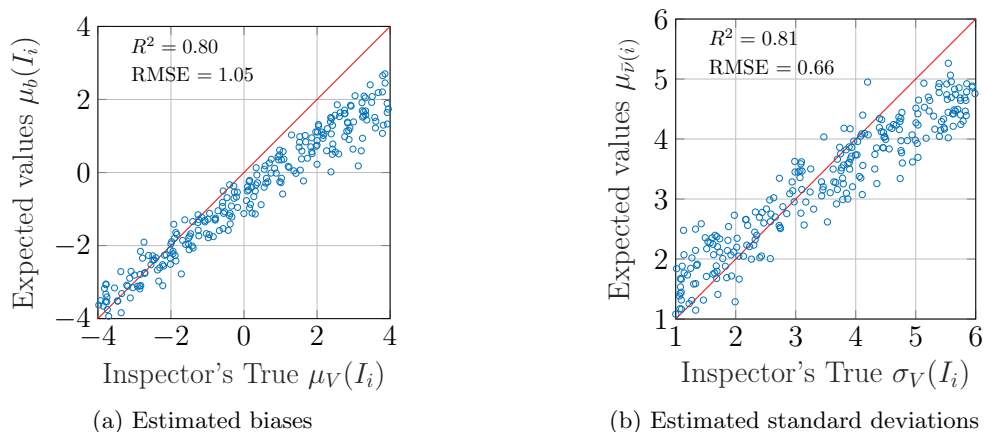 4
2
0
−2
−4
−4
−2
0
2
4
Expected values μ_b(I_i)
R² = 0.80
RMSE = 1.05
Inspector's True μ_V(I_i)
(a) Estimated biases
6
5
4
3
2
1
1
2
3
4
5
6
Expected values μ_ν̄(i)
R² = 0.81
RMSE = 0.66
Inspector's True σ_V(I_i)
(b) Estimated standard deviations